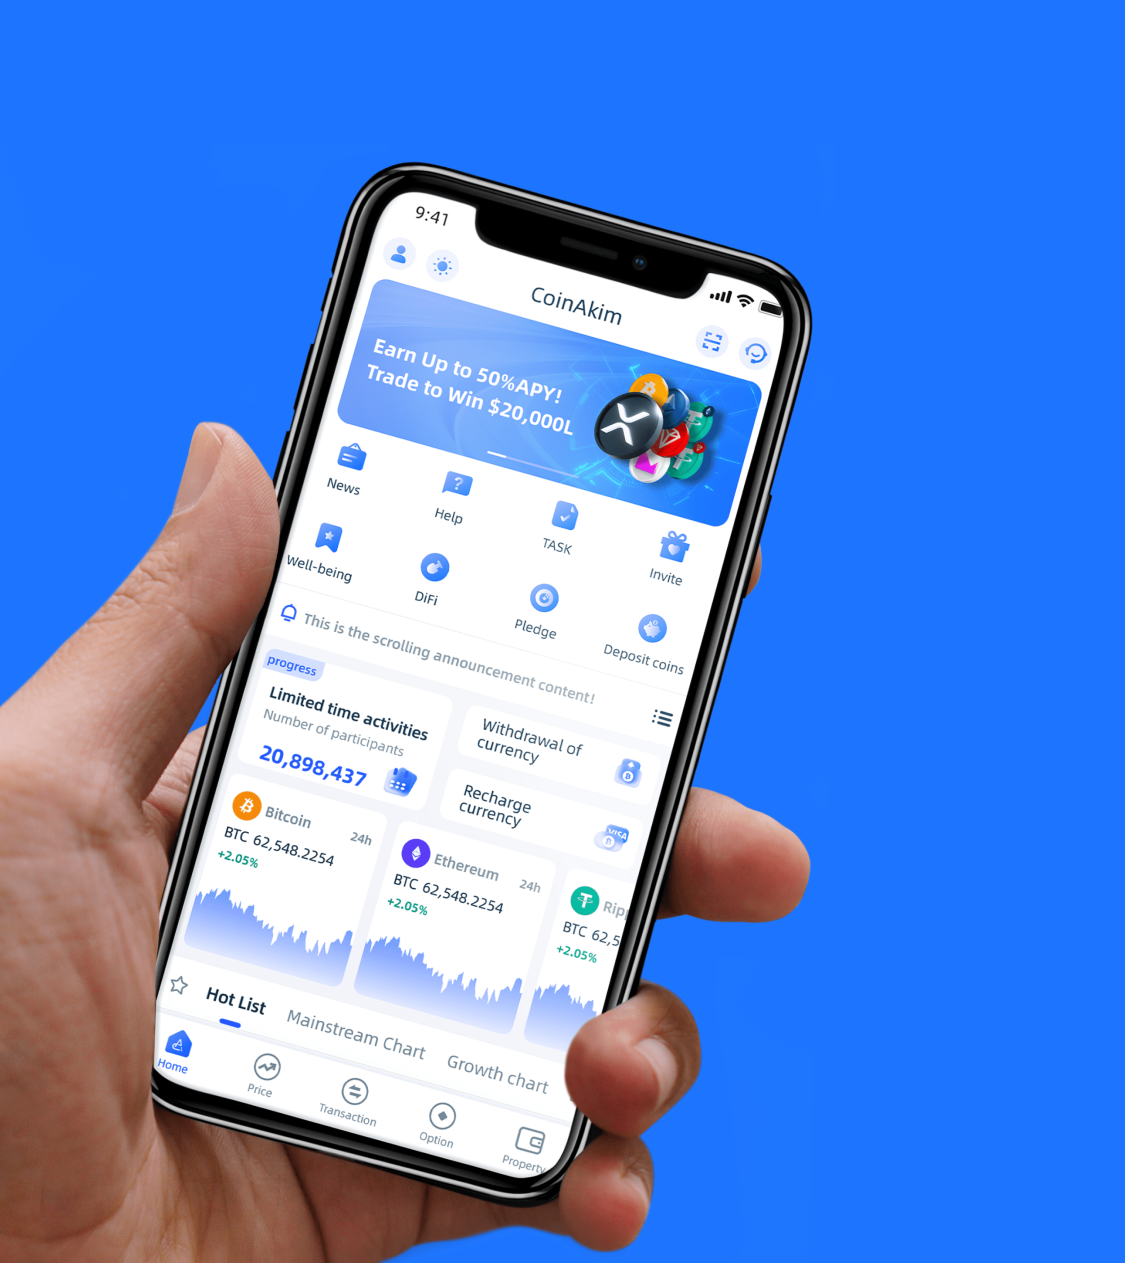 9:41
CoinAkim
Earn Up to 50%APY!
Trade to Win $20,000L
News
Help
TASK
Invite
Well-being
DiFi
Pledge
Deposit coins
This is the scrolling announcement content!
progress
Limited time activities
Number of participants
20,898,437
Withdrawal of
currency
Recharge
currency
VISA
Bitcoin
24h
BTC 62,548.2254
+2.05%
Ethereum
24h
BTC 62,548.2254
+2.05%
Rip
BTC 62,5
+2.05%
Hot List
Mainstream Chart
Growth chart
Home
Price
Transaction
Option
Property